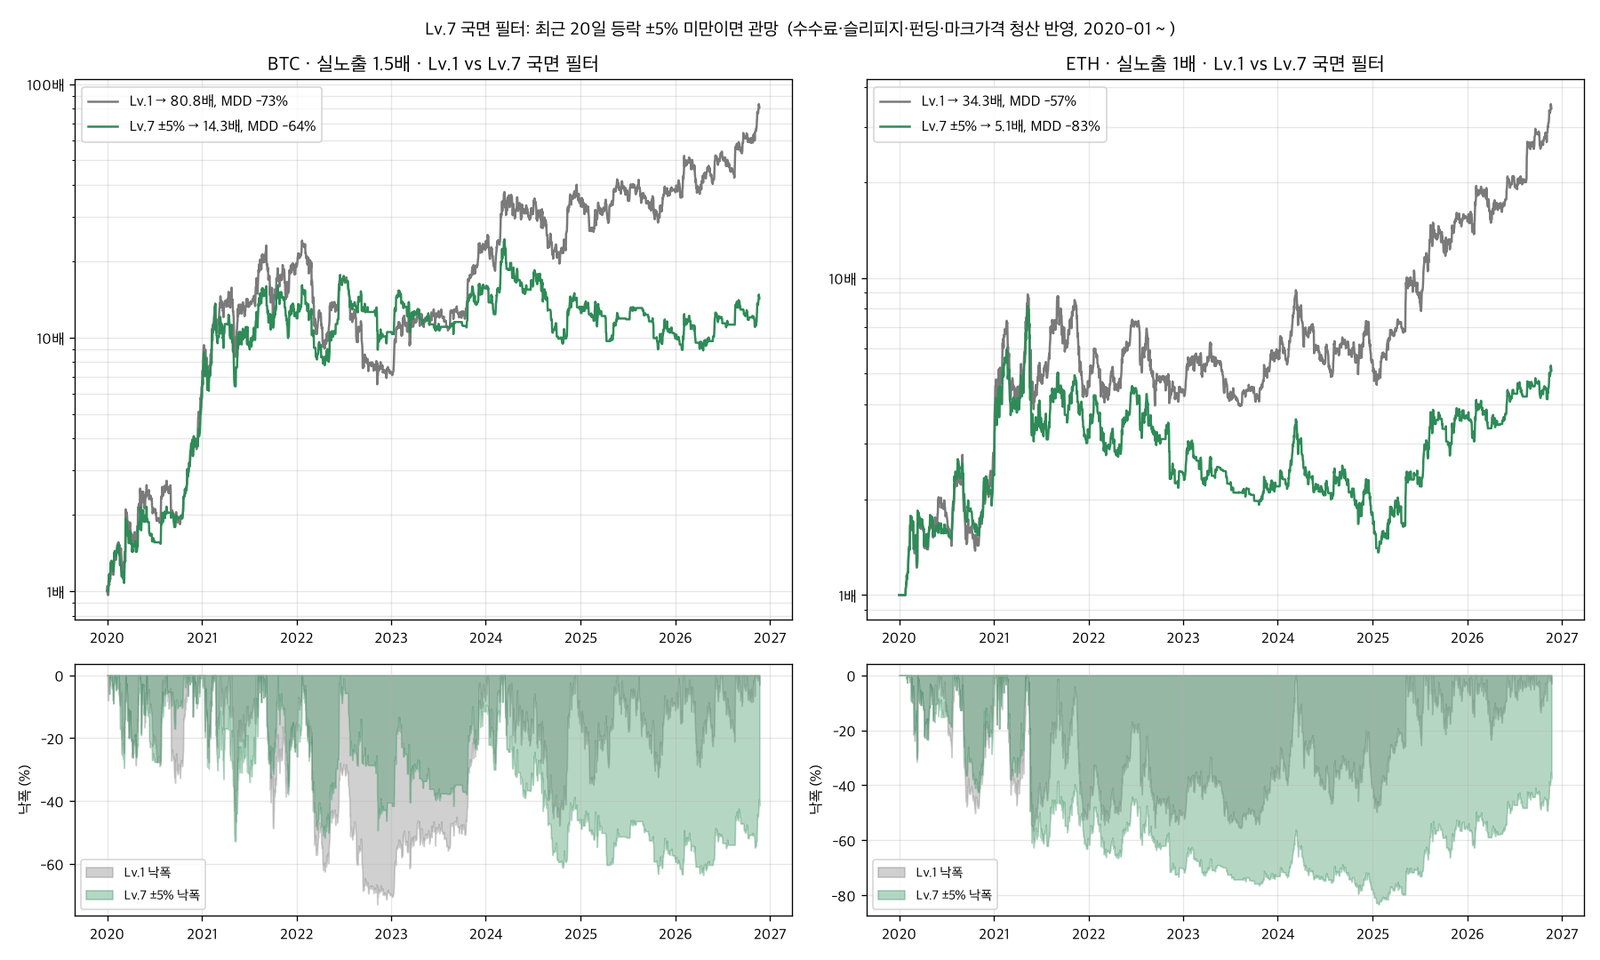 Lv.7 국면 필터: 최근 20일 등락 ±5% 미만이면 관망 (수수료·슬리피지·펀딩·마크가격 청산 반영, 2020-01 ~ )
BTC · 실노출 1.5배 · Lv.1 vs Lv.7 국면 필터
100배
10배
1배
Lv.1 → 80.8배, MDD -73%
Lv.7 ±5% → 14.3배, MDD -64%
2020 2021 2022 2023 2024 2025 2026 2027
ETH · 실노출 1배 · Lv.1 vs Lv.7 국면 필터
10배
1배
Lv.1 → 34.3배, MDD -57%
Lv.7 ±5% → 5.1배, MDD -83%
2020 2021 2022 2023 2024 2025 2026 2027
낙폭 (%)
0
-20
-40
-60
Lv.1 낙폭
Lv.7 ±5% 낙폭
2020 2021 2022 2023 2024 2025 2026 2027
낙폭 (%)
0
-20
-40
-60
-80
Lv.1 낙폭
Lv.7 ±5% 낙폭
2020 2021 2022 2023 2024 2025 2026 2027